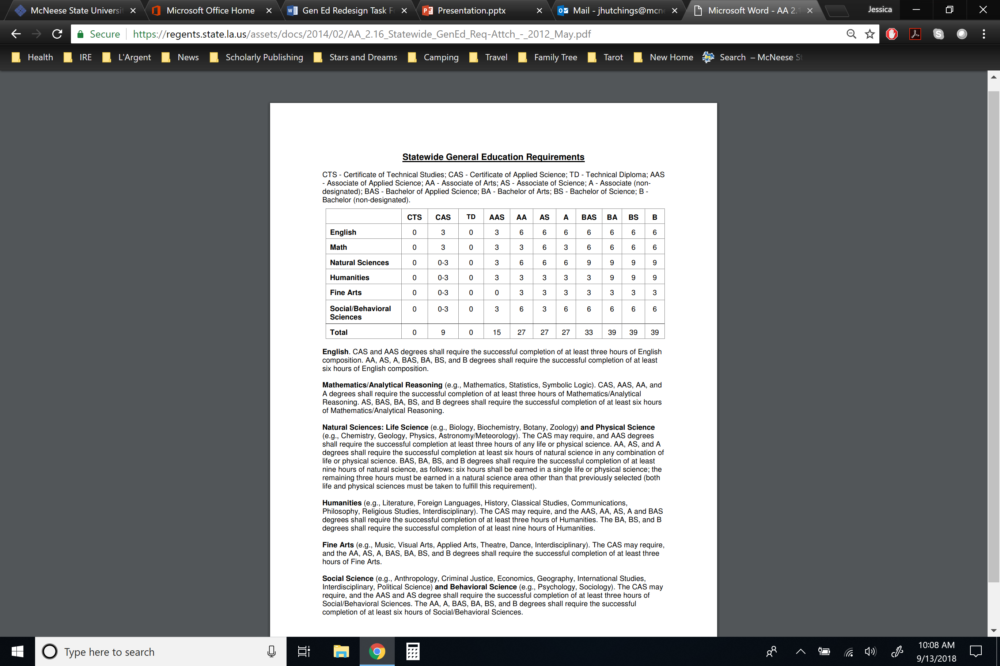 McNeese State Universit
Microsoft Office Home
Gen Ed Redesign Task F
Presentation.pptx
Mail - jhutchings@mcne
Microsoft Word - AA 2.1
Jessica
Secure
https://regents.state.la.us/assets/docs/2014/02/AA_2.16_Statewide_GenEd_Req-Attch_-_2012_May.pdf
Health IRE L'Argent News Scholarly Publishing Stars and Dreams Camping Travel Family Tree Tarot New Home Search – McNeese St
Statewide General Education Requirements
CTS - Certificate of Technical Studies; CAS - Certificate of Applied Science; TD - Technical Diploma; AAS
- Associate of Applied Science; AA - Associate of Arts; AS - Associate of Science; A - Associate (non-
designated); BAS - Bachelor of Applied Science; BA - Bachelor of Arts; BS - Bachelor of Science; B -
Bachelor (non-designated).
CTS CAS TD AAS AA AS A BAS BA BS B
English 0 3 0 3 6 6 6 6 6 6 6
Math 0 3 0 3 3 6 3 6 6 6 6
Natural Sciences 0 0-3 0 3 6 6 6 9 9 9 9
Humanities 0 0-3 0 3 3 3 3 3 9 9 9
Fine Arts 0 0-3 0 0 3 3 3 3 3 3 3
Social/Behavioral 0 0-3 0 3 6 3 6 6 6 6 6
Sciences
Total 0 9 0 15 27 27 27 33 39 39 39
English. CAS and AAS degrees shall require the successful completion of at least three hours of English
composition. AA, AS, A, BAS, BA, BS, and B degrees shall require the successful completion of at least
six hours of English composition.
Mathematics/Analytical Reasoning (e.g., Mathematics, Statistics, Symbolic Logic). CAS, AAS, AA, and
A degrees shall require the successful completion of at least three hours of Mathematics/Analytical
Reasoning. AS, BAS, BA, BS, and B degrees shall require the successful completion of at least six hours
of Mathematics/Analytical Reasoning.
Natural Sciences: Life Science (e.g., Biology, Biochemistry, Botany, Zoology) and Physical Science
(e.g., Chemistry, Geology, Physics, Astronomy/Meteorology). The CAS may require, and AAS degrees
shall require the successful completion at least three hours of any life or physical science. AA, AS, and A
degrees shall require the successful completion at least six hours of natural science in any combination of
life or physical science. BAS, BA, BS, and B degrees shall require the successful completion of at least
nine hours of natural science, as follows: six hours shall be earned in a single life or physical science; the
remaining three hours must be earned in a natural science area other than that previously selected (both
life and physical sciences must be taken to fulfill this requirement).
Humanities (e.g., Literature, Foreign Languages, History, Classical Studies, Communications,
Philosophy, Religious Studies, Interdisciplinary). The CAS may require, and the AAS, AA, AS, A and BAS
degrees shall require the successful completion of at least three hours of Humanities. The BA, BS, and B
degrees shall require the successful completion of at least nine hours of Humanities.
Fine Arts (e.g., Music, Visual Arts, Applied Arts, Theatre, Dance, Interdisciplinary). The CAS may require,
and the AA, AS, A, BAS, BA, BS, and B degrees shall require the successful completion of at least three
hours of Fine Arts.
Social Science (e.g., Anthropology, Criminal Justice, Economics, Geography, International Studies,
Interdisciplinary, Political Science) and Behavioral Science (e.g., Psychology, Sociology). The CAS may
require, and the AAS and AS degree shall require the successful completion of at least three hours of
Social/Behavioral Sciences. The AA, A, BAS, BA, BS, and B degrees shall require the successful
completion of at least six hours of Social/Behavioral Sciences.
Type here to search
10:08 AM
9/13/2018